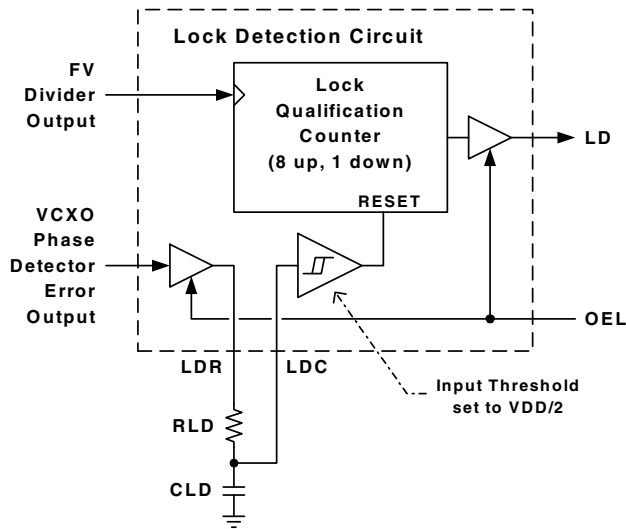 Lock Detection Circuit
FV
Divider
Output
Lock
Qualification
Counter
(8 up, 1 down)
RESET
LD
VCXO
Phase
Detector
Error
Output
OEL
LDR
LDC
Input Threshold
set to VDD/2
RLD
CLD